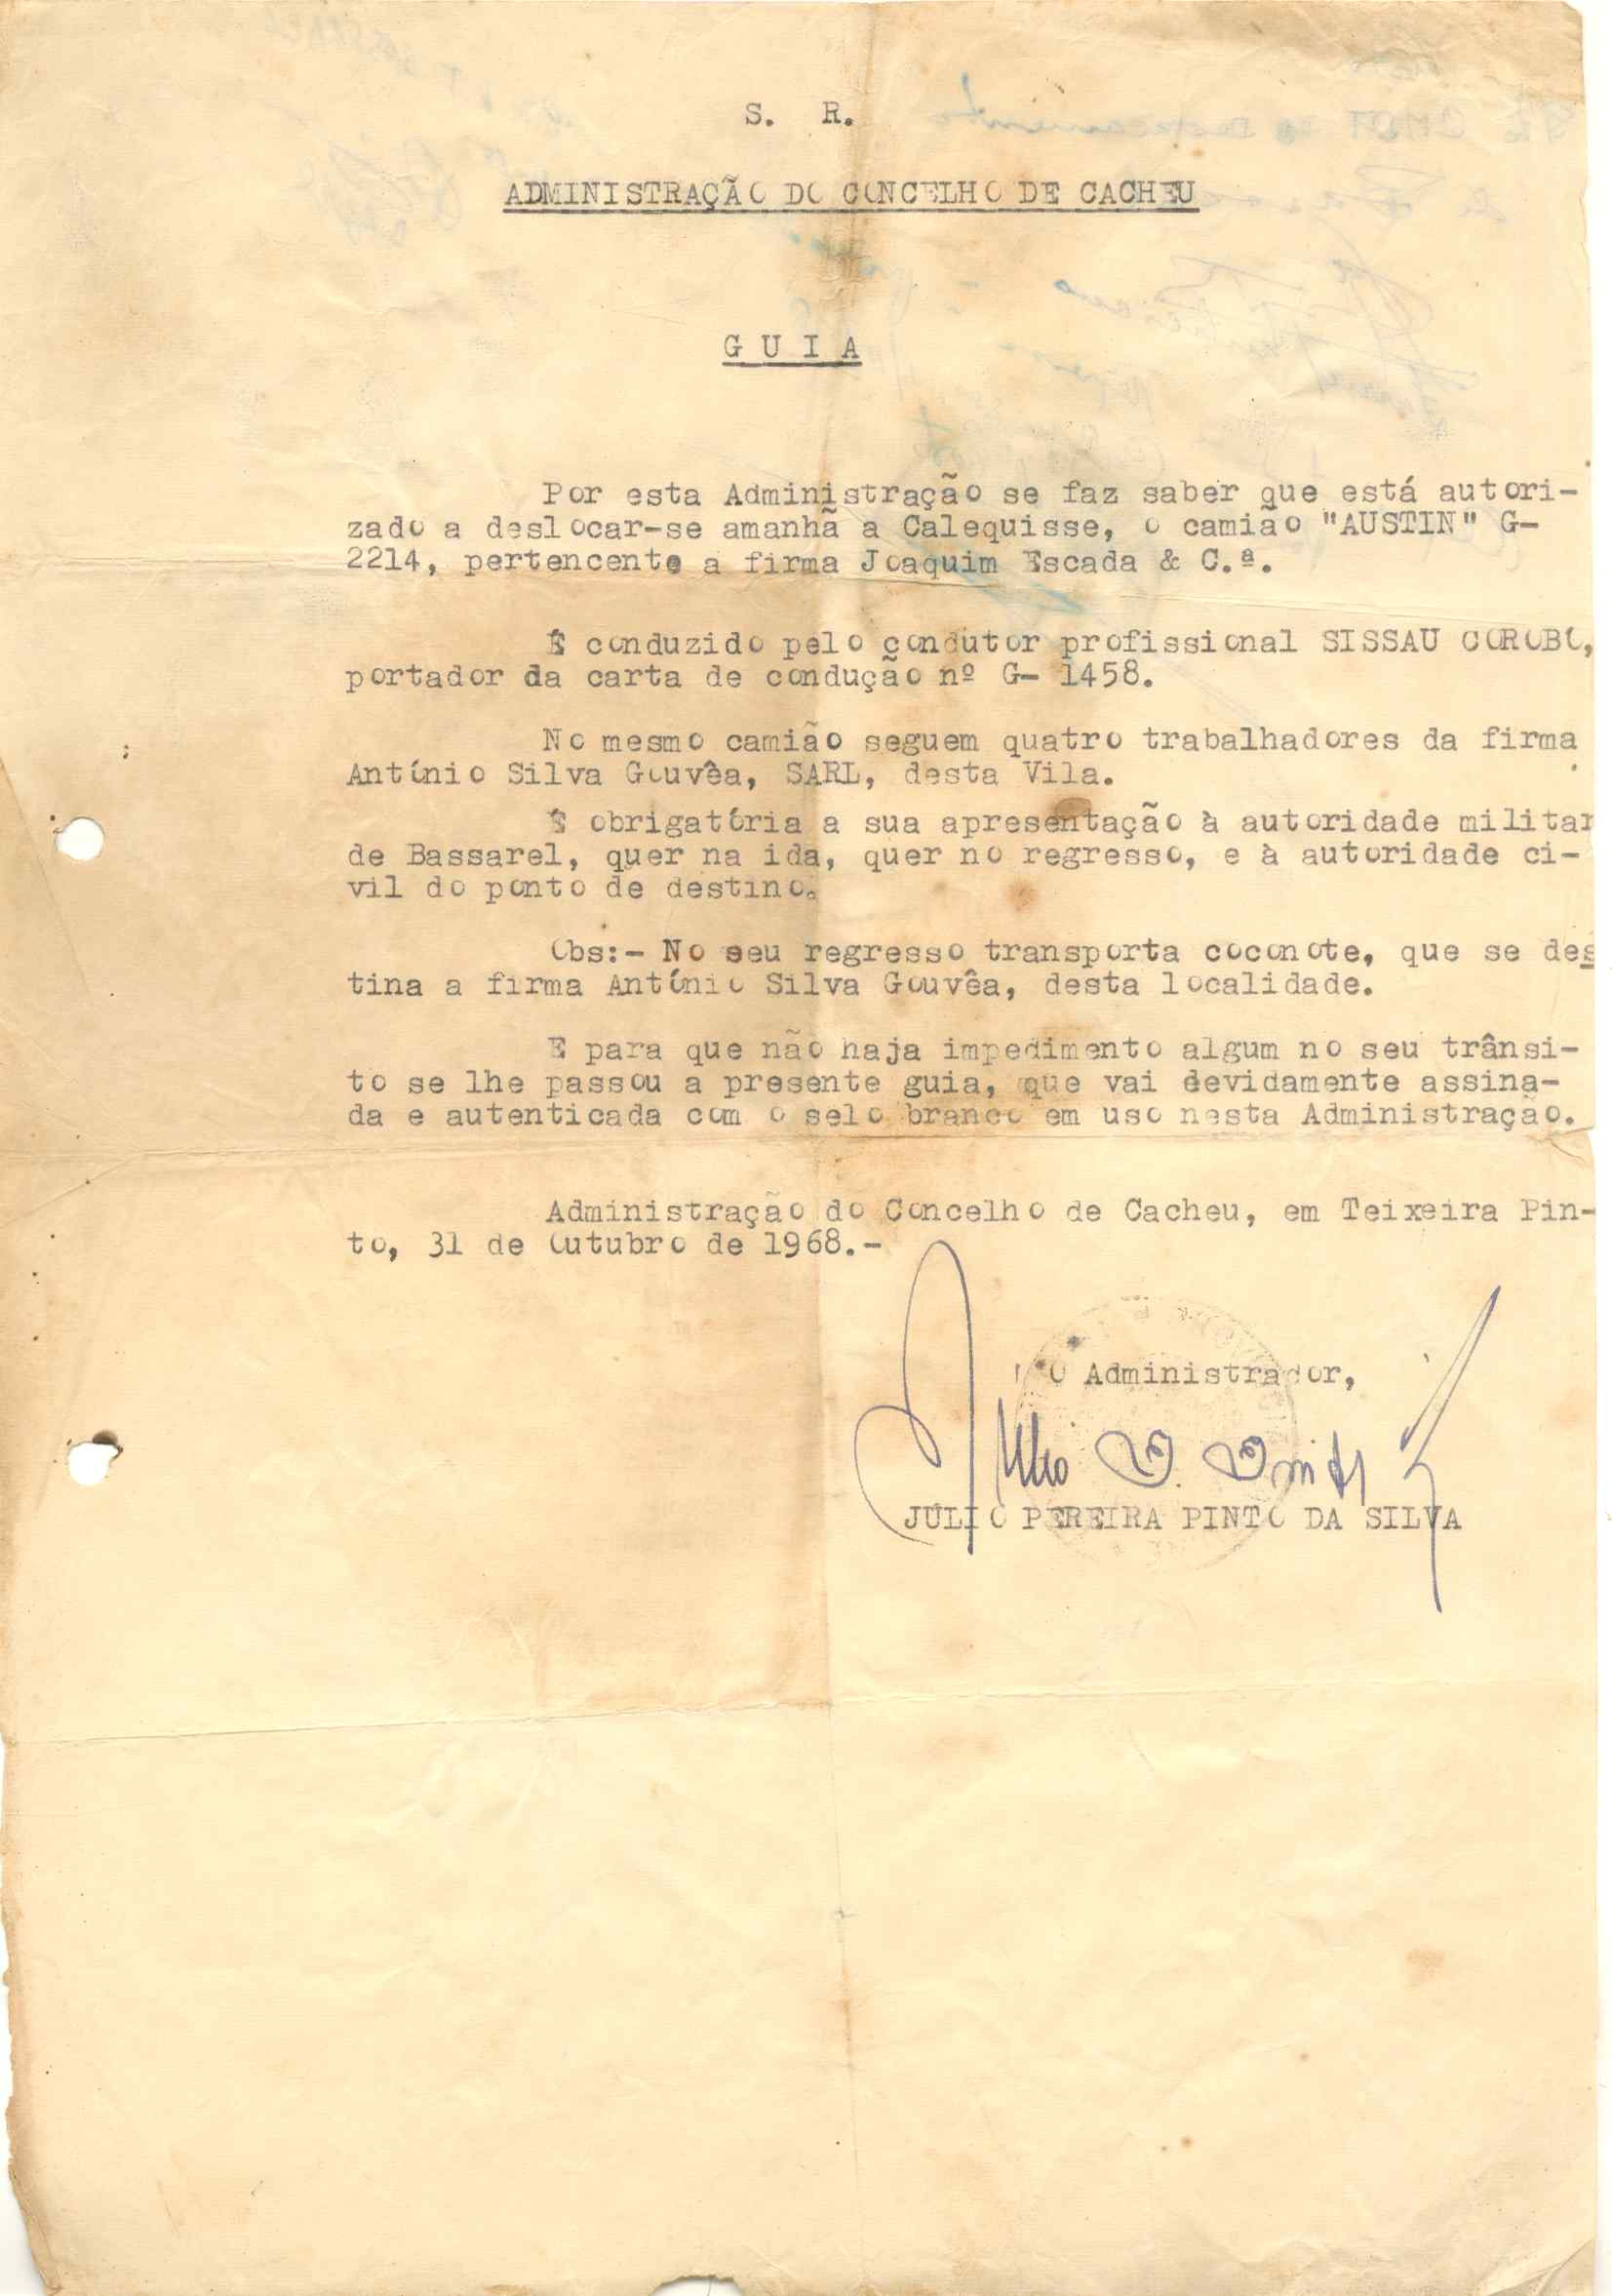 S. R.
ADMINISTRAÇÃO DO CONCELHO DE CACHEU
G U I A
Por esta Administração se faz saber que está autori-
zado a deslocar-se amanhã a Calequisse, o camião "AUSTIN" G-
2214, pertencente a firma Joaquim Escada & C.ª.
É conduzido pelo condutor profissional SISSAU COROBO,
portador da carta de condução nº G- 1458.
No mesmo camião seguem quatro trabalhadores da firma
António Silva Gouvêa, SARL, desta Vila.
É obrigatória a sua apresentação à autoridade militar
de Bassarel, quer na ida, quer no regresso, e à autoridade ci-
vil do ponto de destino.
Obs:- No seu regresso transporta coconote, que se des
tina a firma António Silva Gouvêa, desta localidade.
E para que não haja impedimento algum no seu trânsi-
to se lhe passou a presente guia, que vai devidamente assina-
da e autenticada com o selo branco em uso nesta Administração.
Administração do Concelho de Cacheu, em Teixeira Pin-
to, 31 de Outubro de 1968.-
O Administrador,
JÚLIO PEREIRA PINTO DA SILVA